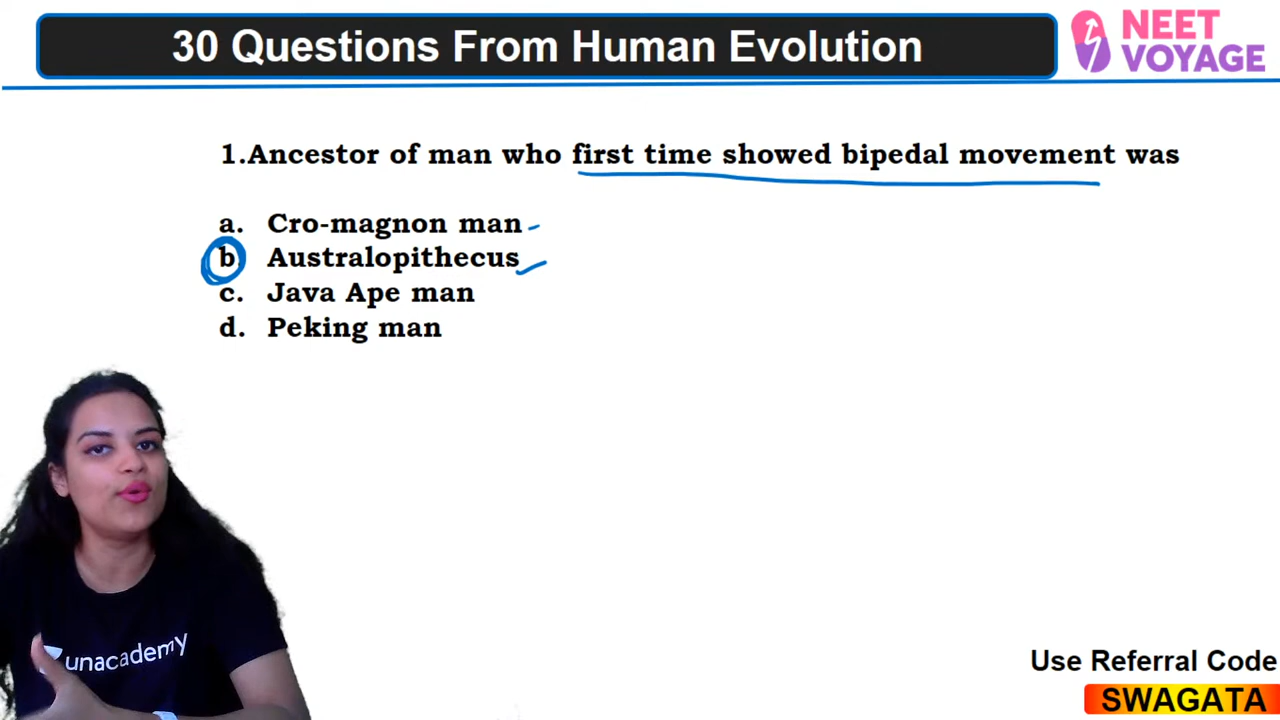 30 Questions From Human Evolution
NEET
VOYAGE
1.Ancestor of man who first time showed bipedal movement was
a. Cro-magnon man
b. Australopithecus
c. Java Ape man
d. Peking man
unacademy
Use Referral Code
SWAGATA